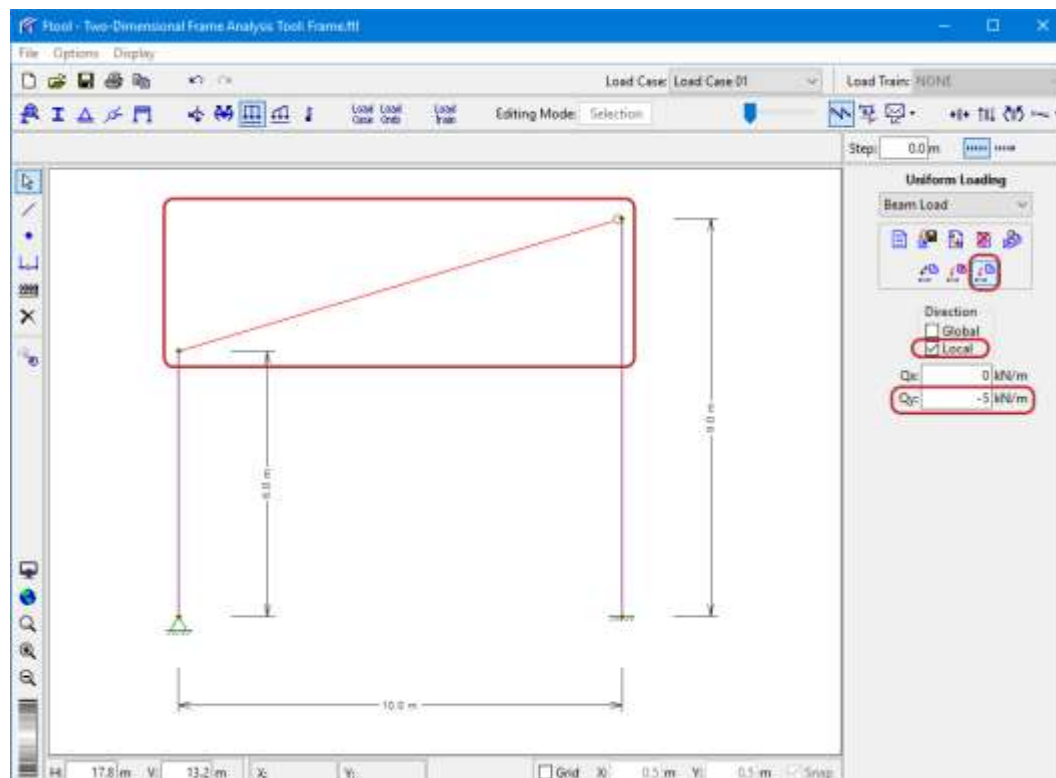 Ftool - Two-Dimensional Frame Analysis Tool: Frame.ftl
File Options Display
Load Case: Load Case 01
Load Train: NONE
Load Case
Load Cmb
Load Train
Editing Mode: Selection
Step: 0.0 m
Uniform Loading
Beam Load
Direction
Global
Local
Qx: 0 kN/m
Qy: -5 kN/m
6.0 m
9.0 m
10.0 m
H: 17.8 m V: 13.2 m X: Y: Grid X: 0.5 m Y: 0.5 m Snap